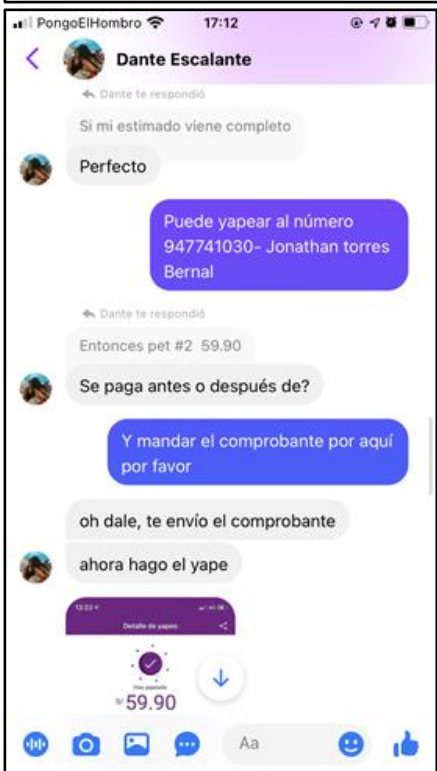 PongoElHombro 17:12
Dante Escalante
Dante te respondió
Si mi estimado viene completo
Perfecto
Puede yapear al número
947741030- Jonathan torres
Bernal
Dante te respondió
Entonces pet #2 59.90
Se paga antes o después de?
Y mandar el comprobante por aquí
por favor
oh dale, te envío el comprobante
ahora hago el yape
Detalle de yapeo
S/ 59.90
Aa